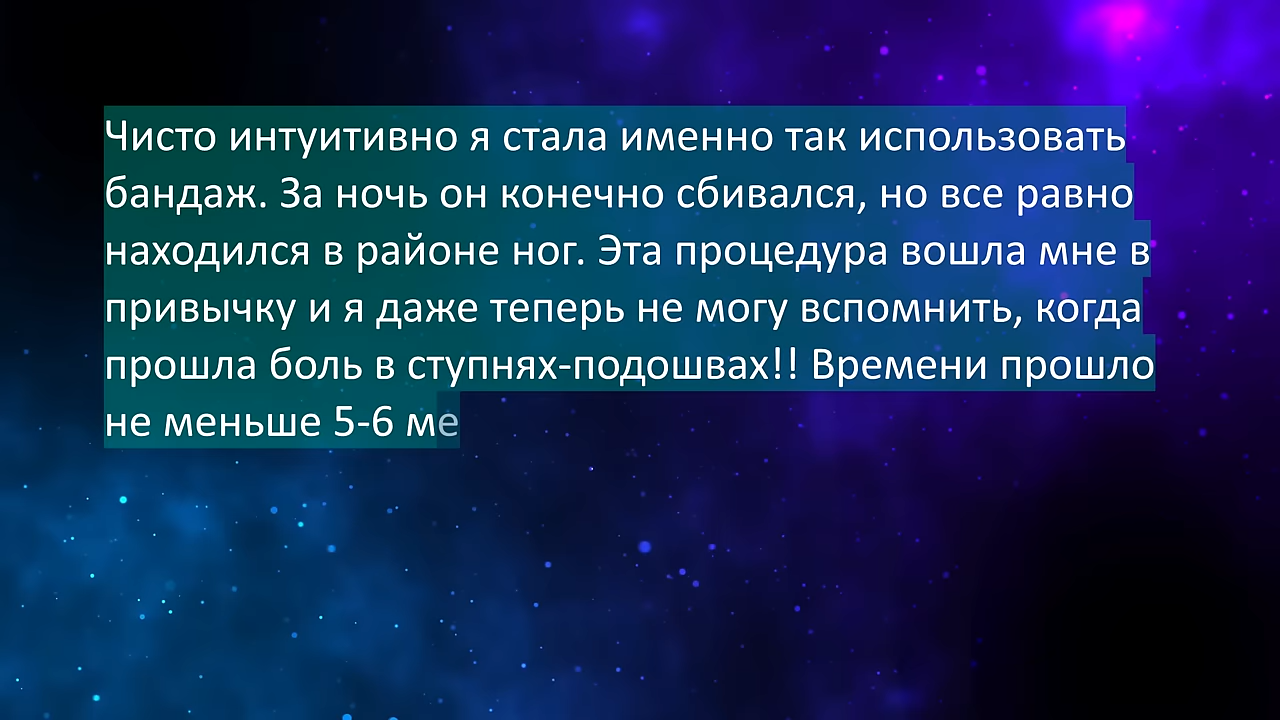 Чисто интуитивно я стала именно так использовать
бандаж. За ночь он конечно сбивался, но все равно
находился в районе ног. Эта процедура вошла мне в
привычку и я даже теперь не могу вспомнить, когда
прошла боль в ступнях-подошвах!! Времени прошло
не меньше 5-6 ме